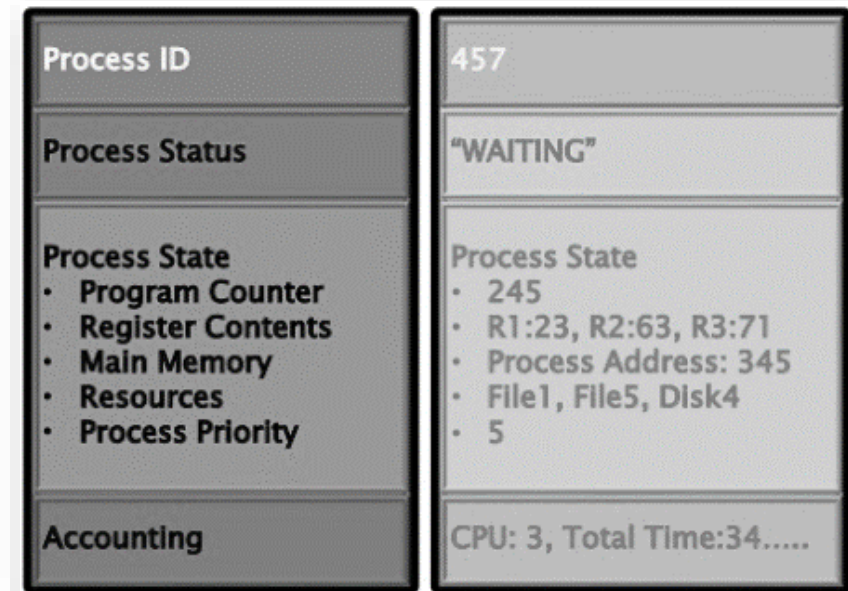 Process ID
457
Process Status
“WAITING”
Process State
• Program Counter
• Register Contents
• Main Memory
• Resources
• Process Priority
Process State
• 245
• R1:23, R2:63, R3:71
• Process Address: 345
• File1, File5, Disk4
• 5
Accounting
CPU: 3, Total Time:34.....